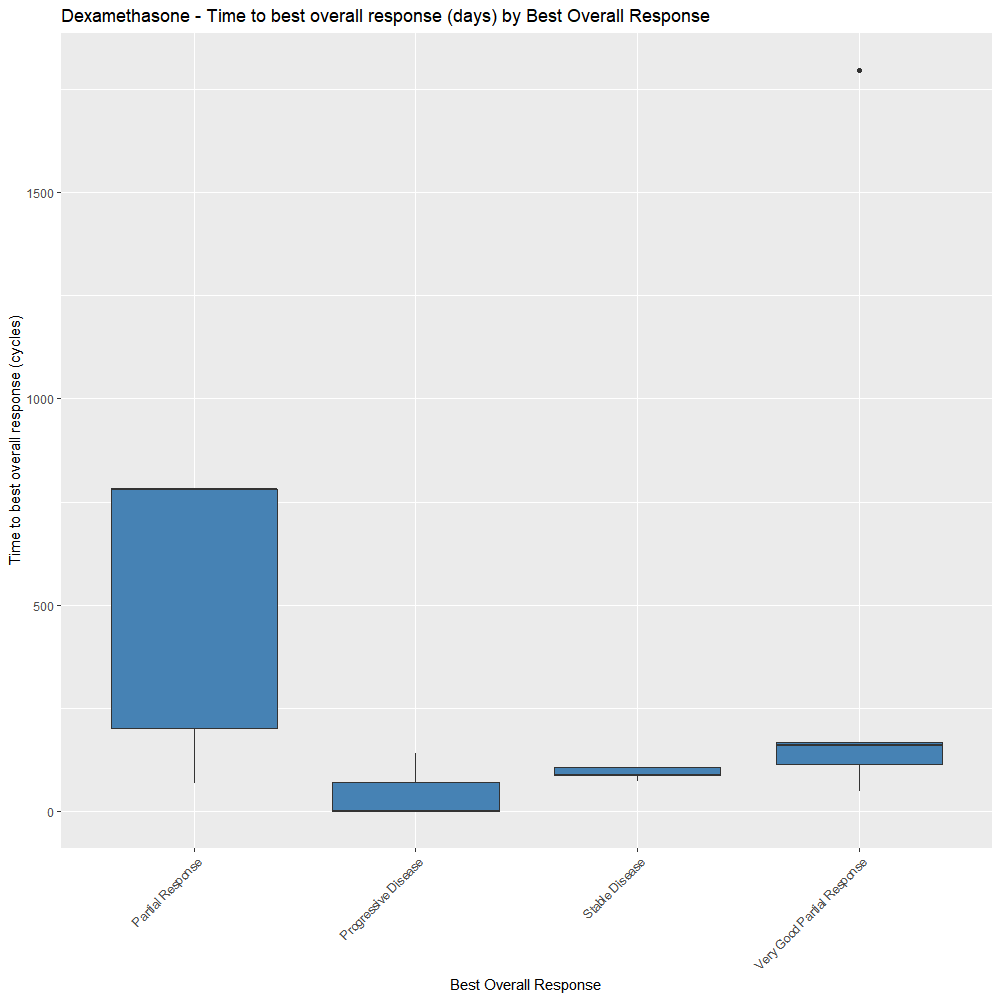 Dexamethasone - Time to best overall response (days) by Best Overall Response
Time to best overall response (cycles)
1500
1000
500
0
Partial Response
Progressive Disease
Stable Disease
Very Good Partial Response
Best Overall Response